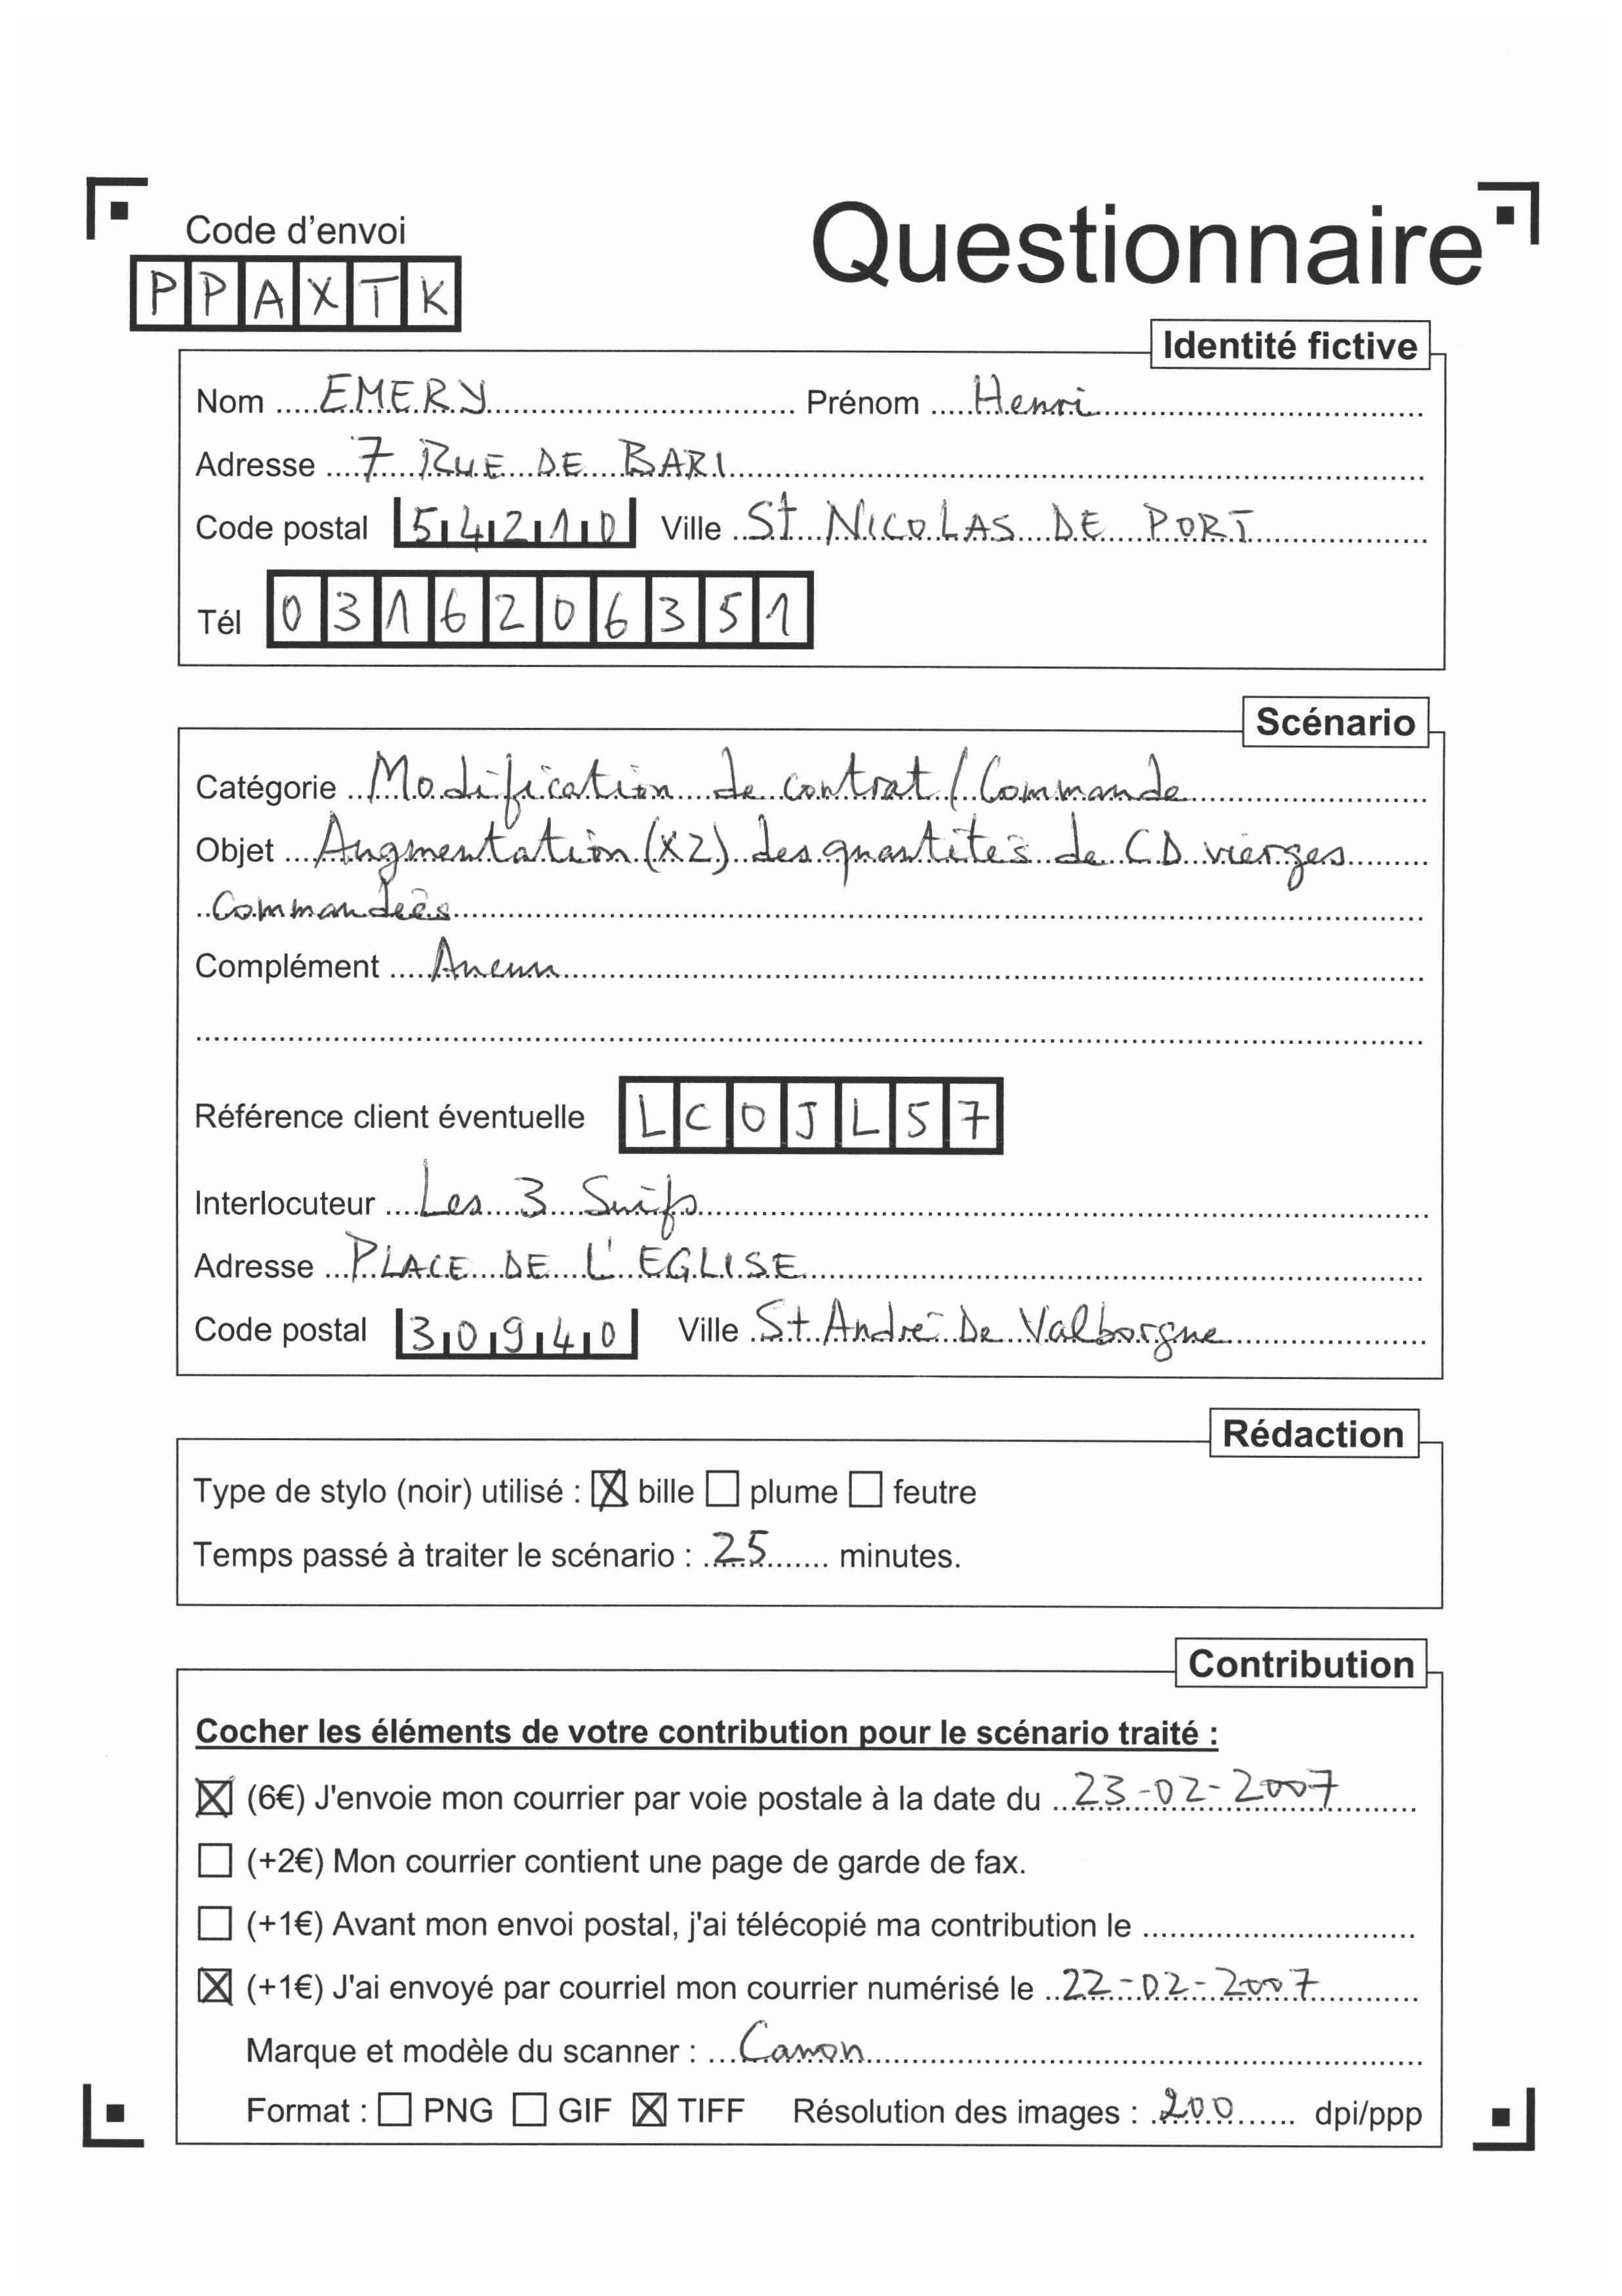 Code d'envoi
Questionnaire
PPAXTK
Identité fictive
Nom EMERY Prénom Henri
Adresse 7 RUE DE BARI
Code postal 54210 Ville St NICOLAS DE PORT
Tél 0316206351
Scénario
Catégorie Modification de contrat / Commande
Objet Augmentation (X2) des quantités de CD vierges
Commandées
Complément Aucun
Référence client éventuelle LCOJL57
Interlocuteur Les 3 Suifs
Adresse PLACE DE L'EGLISE
Code postal 30940 Ville St André De Valborgne
Rédaction
Type de stylo (noir) utilisé : ☒ bille ☐ plume ☐ feutre
Temps passé à traiter le scénario : 25 minutes.
Contribution
Cocher les éléments de votre contribution pour le scénario traité :
☒ (6€) J'envoie mon courrier par voie postale à la date du 23-02-2007
☐ (+2€) Mon courrier contient une page de garde de fax.
☐ (+1€) Avant mon envoi postal, j'ai télécopié ma contribution le
☒ (+1€) J'ai envoyé par courriel mon courrier numérisé le 22-02-2007
Marque et modèle du scanner : Canon
Format : ☐ PNG ☐ GIF ☒ TIFF Résolution des images : 200 dpi/ppp